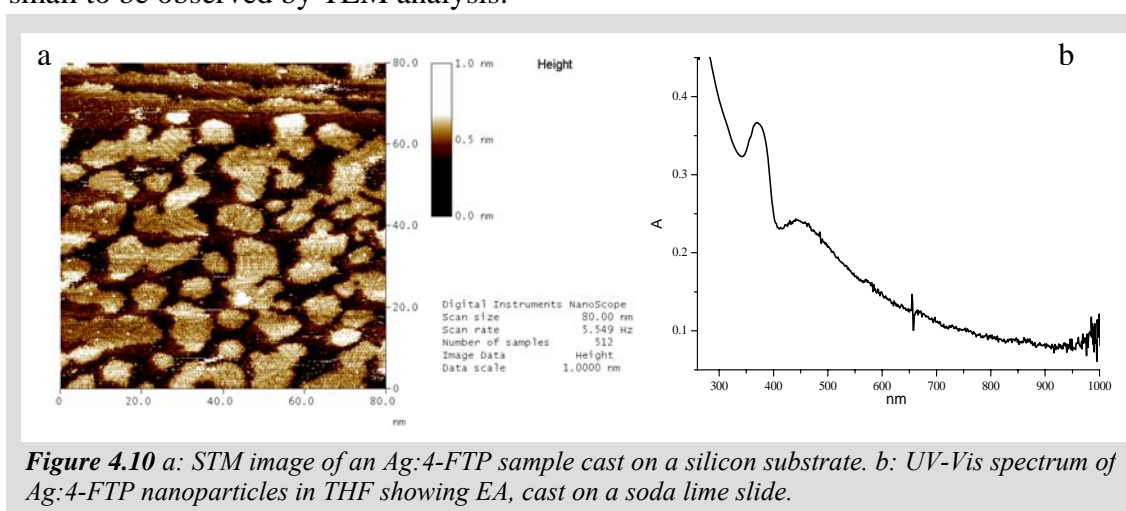 small to be observed by TEM analysis.
a
b
80.0
60.0
40.0
20.0
0
0
20.0
40.0
60.0
80.0
nm
1.0 nm
0.5 nm
0.0 nm
Height
Digital Instruments NanoScope
Scan size 80.00 nm
Scan rate 5.549 Hz
Number of samples 512
Image Data Height
Data scale 1.0000 nm
0.4
0.3
0.2
0.1
A
300 400 500 600 700 800 900 1000
nm
Figure 4.10 a: STM image of an Ag:4-FTP sample cast on a silicon substrate. b: UV-Vis spectrum of
Ag:4-FTP nanoparticles in THF showing EA, cast on a soda lime slide.